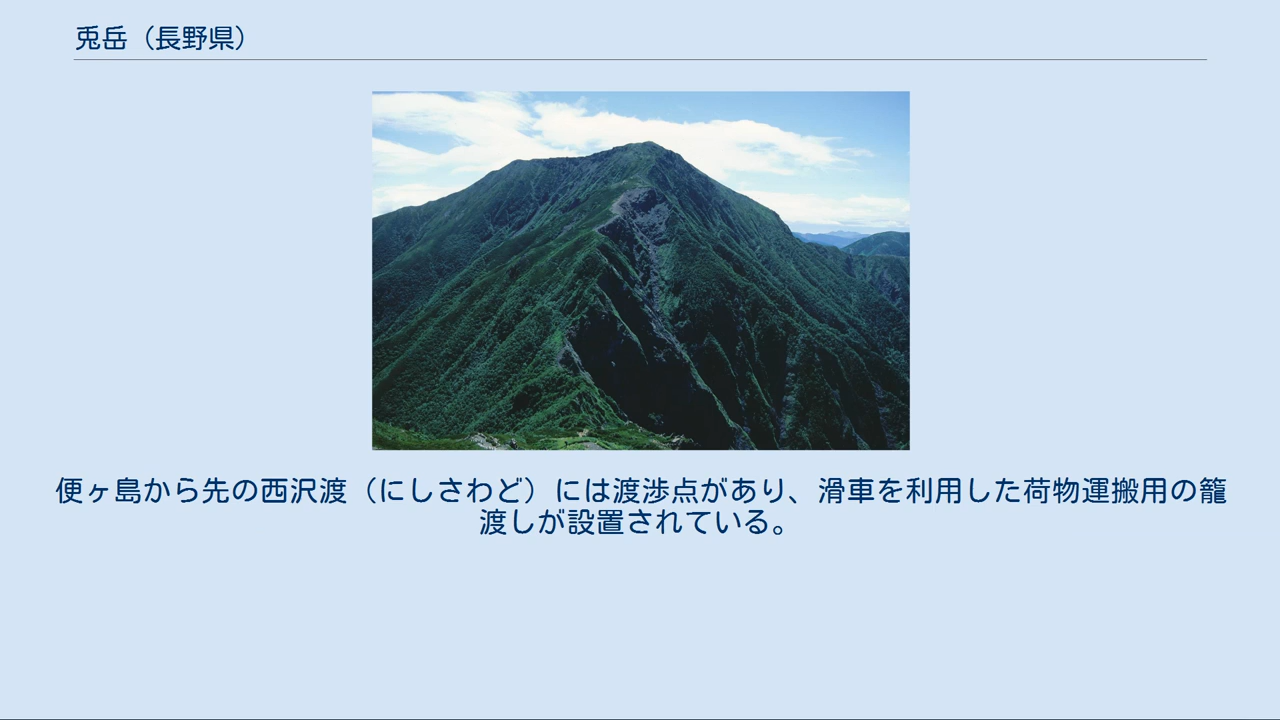 兎岳（長野県）
便ヶ島から先の西沢渡（にしさわど）には渡渉点があり、滑車を利用した荷物運搬用の籠
渡しが設置されている。